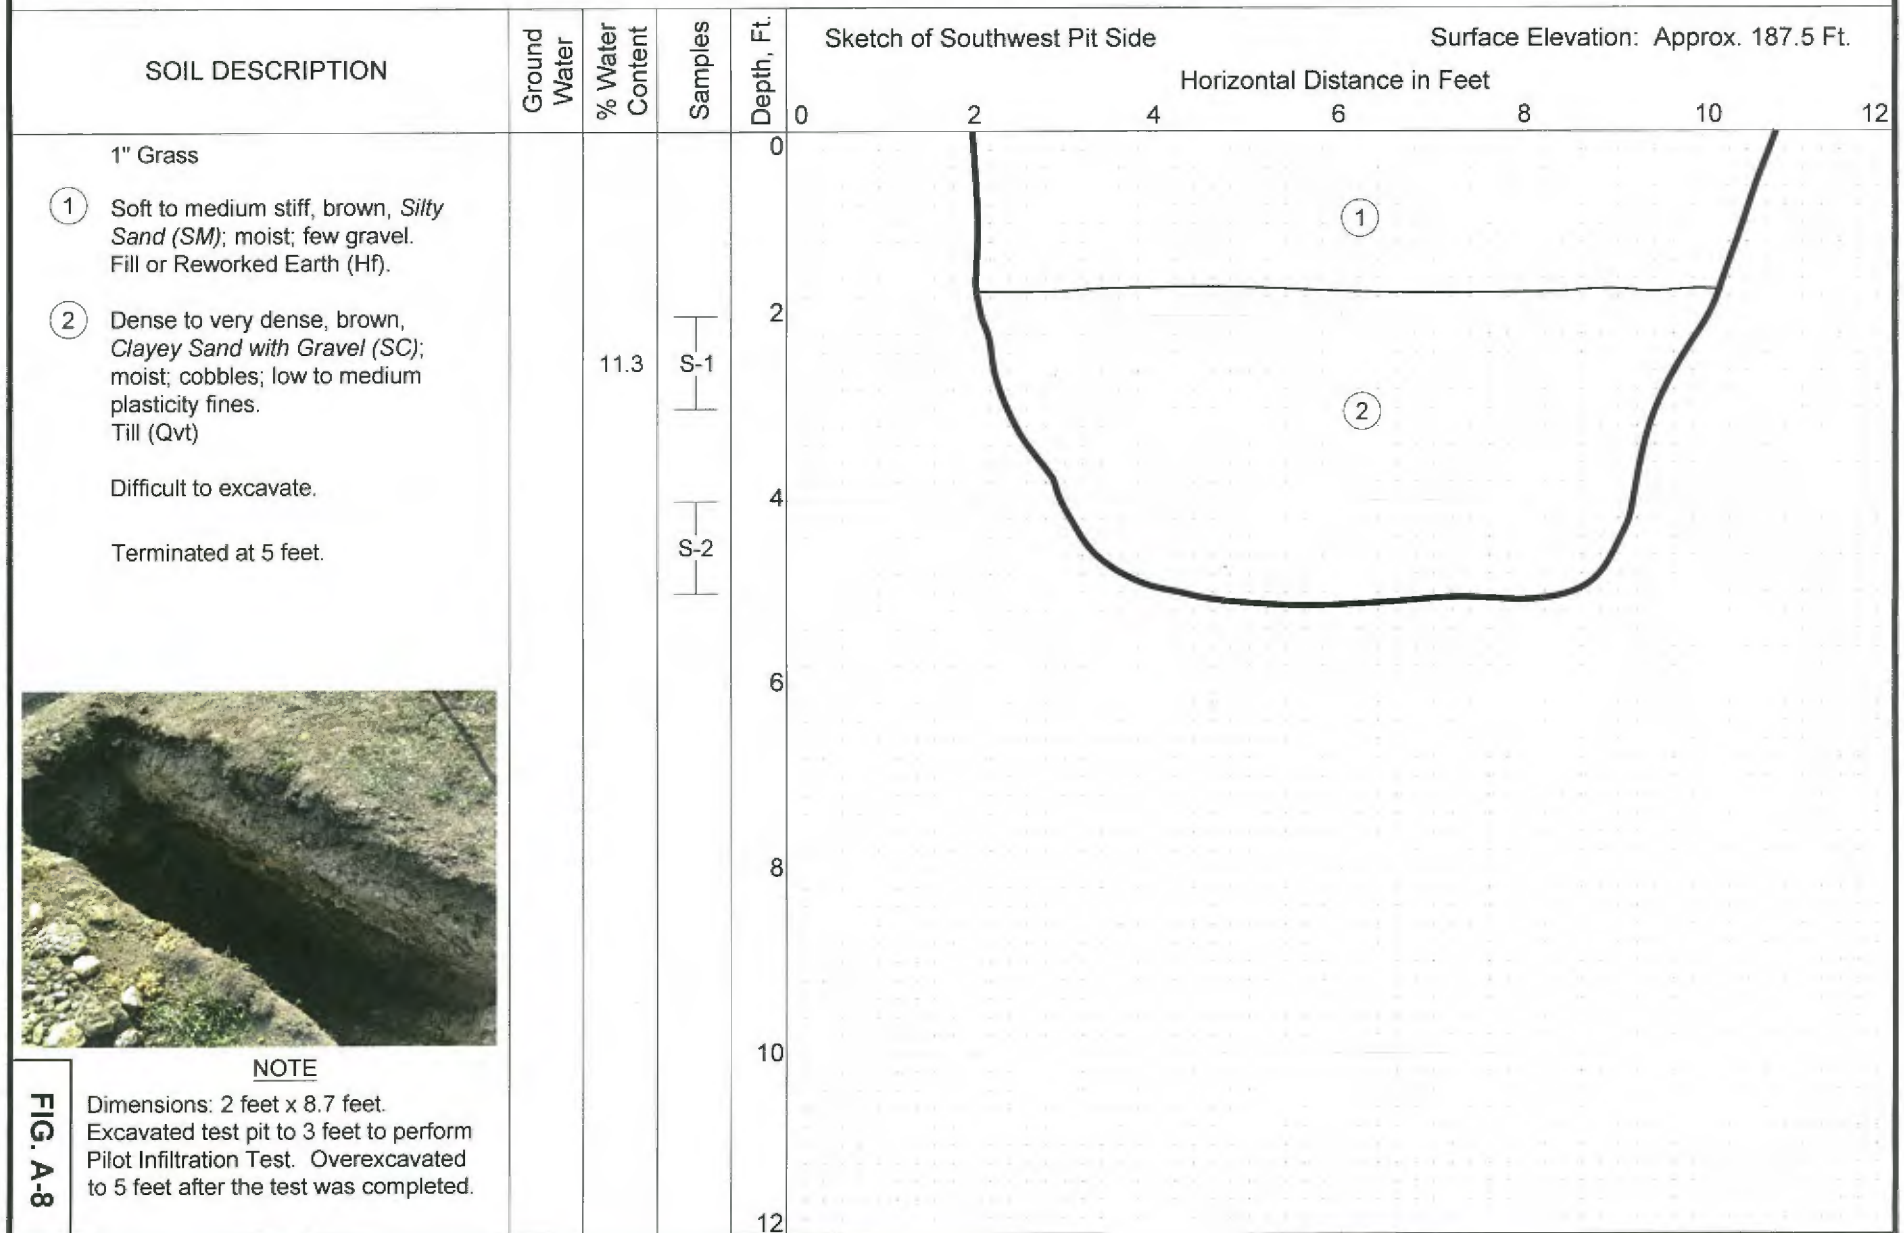 SOIL DESCRIPTION
Ground
Water
% Water
Content
Samples
Depth, Ft.
Sketch of Southwest Pit Side
Surface Elevation: Approx. 187.5 Ft.
Horizontal Distance in Feet
0 2 4 6 8 10 12
1" Grass
1 Soft to medium stiff, brown, Silty
Sand (SM); moist; few gravel.
Fill or Reworked Earth (Hf).
2 Dense to very dense, brown,
Clayey Sand with Gravel (SC);
moist; cobbles; low to medium
plasticity fines.
Till (Qvt)
Difficult to excavate.
Terminated at 5 feet.
11.3
S-1
S-2
0
2
4
6
8
10
12
1
2
NOTE
Dimensions: 2 feet x 8.7 feet.
Excavated test pit to 3 feet to perform
Pilot Infiltration Test. Overexcavated
to 5 feet after the test was completed.
FIG. A-8